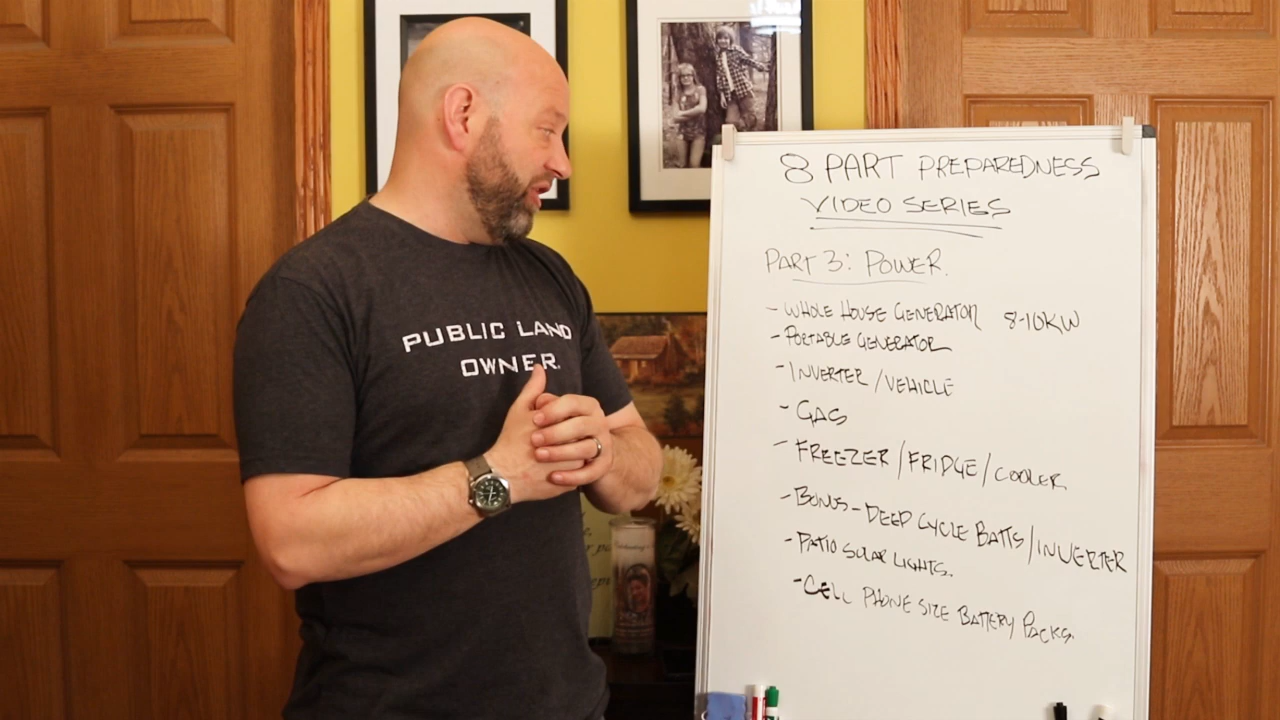 PUBLIC LAND
OWNER.
8 PART PREPAREDNESS
VIDEO SERIES
PART 3: POWER.
- WHOLE HOUSE GENERATOR 8-10KW
- PORTABLE GENERATOR
- INVERTER/VEHICLE
- GAS
- FREEZER/FRIDGE/COOLER
- BONUS - DEEP CYCLE BATTS/INVERTER
- PATIO SOLAR LIGHTS.
- CELL PHONE SIZE BATTERY PACKS.